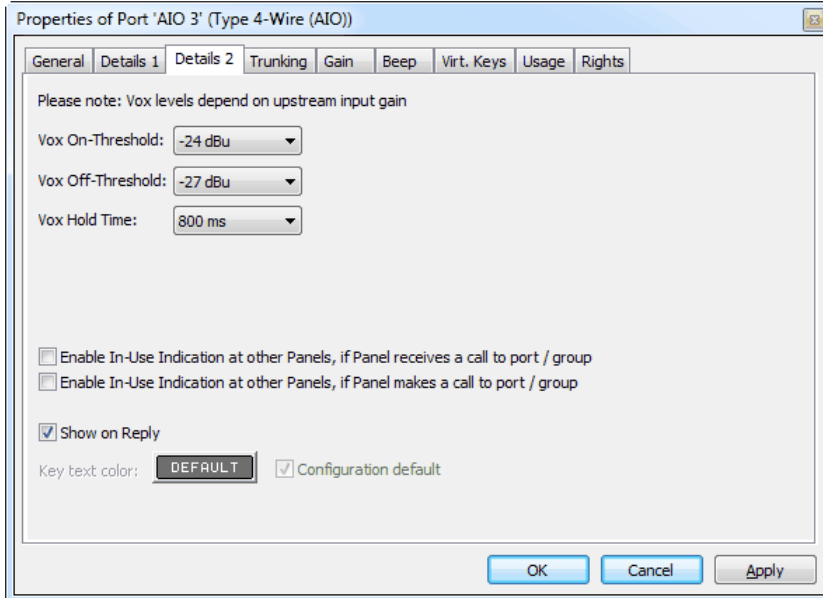 Properties of Port 'AIO 3' (Type 4-Wire (AIO))
General Details 1 Details 2 Trunking Gain Beep Virt. Keys Usage Rights
Please note: Vox levels depend on upstream input gain
Vox On-Threshold: -24 dBu
Vox Off-Threshold: -27 dBu
Vox Hold Time: 800 ms
Enable In-Use Indication at other Panels, if Panel receives a call to port / group
Enable In-Use Indication at other Panels, if Panel makes a call to port / group
Show on Reply
Key text color: DEFAULT Configuration default
OK Cancel Apply